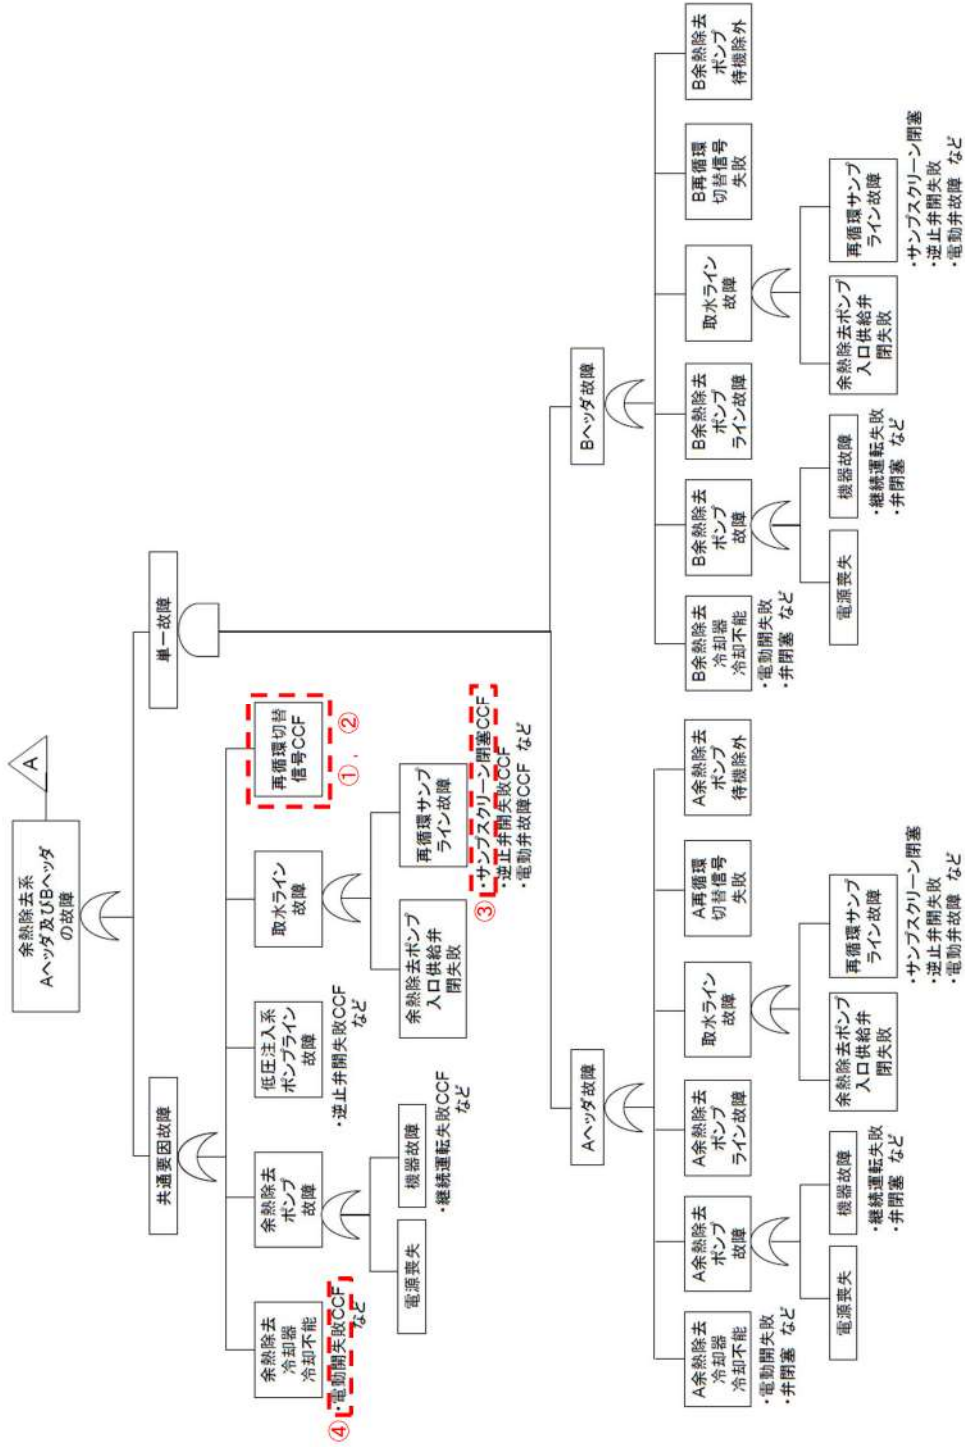 余熱除去系
Aヘッダ及びBヘッダ
の故障
A
共通要因故障
単一故障
余熱除去
冷却器
冷却不能
・電動開失敗CCF
など
④
余熱除去
ポンプ
故障
電源喪失
機器故障
・継続運転失敗CCF
など
低圧注入系
ポンプライン
故障
・逆止弁開失敗CCF
など
取水ライン
故障
余熱除去ポンプ
入口供給弁
閉失敗
再循環サンプ
ライン故障
③
・サンプスクリーン閉塞CCF
・逆止弁開失敗CCF
・電動弁故障CCF など
再循環切替
信号CCF
①.②
Aヘッダ故障
A余熱除去
冷却器
冷却不能
・電動開失敗
・弁閉塞 など
A余熱除去
ポンプ
故障
電源喪失
機器故障
・継続運転失敗
・弁閉塞 など
A余熱除去
ポンプ
ライン故障
取水ライン
故障
余熱除去ポンプ
入口供給弁
閉失敗
再循環サンプ
ライン故障
・サンプスクリーン閉塞
・逆止弁開失敗
・電動弁故障 など
A再循環
切替信号
失敗
A余熱除去
ポンプ
待機除外
Bヘッダ故障
B余熱除去
冷却器
冷却不能
・電動開失敗
・弁閉塞 など
B余熱除去
ポンプ
故障
電源喪失
機器故障
・継続運転失敗
・弁閉塞 など
B余熱除去
ポンプ
ライン故障
取水ライン
故障
余熱除去ポンプ
入口供給弁
閉失敗
再循環サンプ
ライン故障
・サンプスクリーン閉塞
・逆止弁開失敗
・電動弁故障 など
B再循環
切替信号
失敗
B余熱除去
ポンプ
待機除外